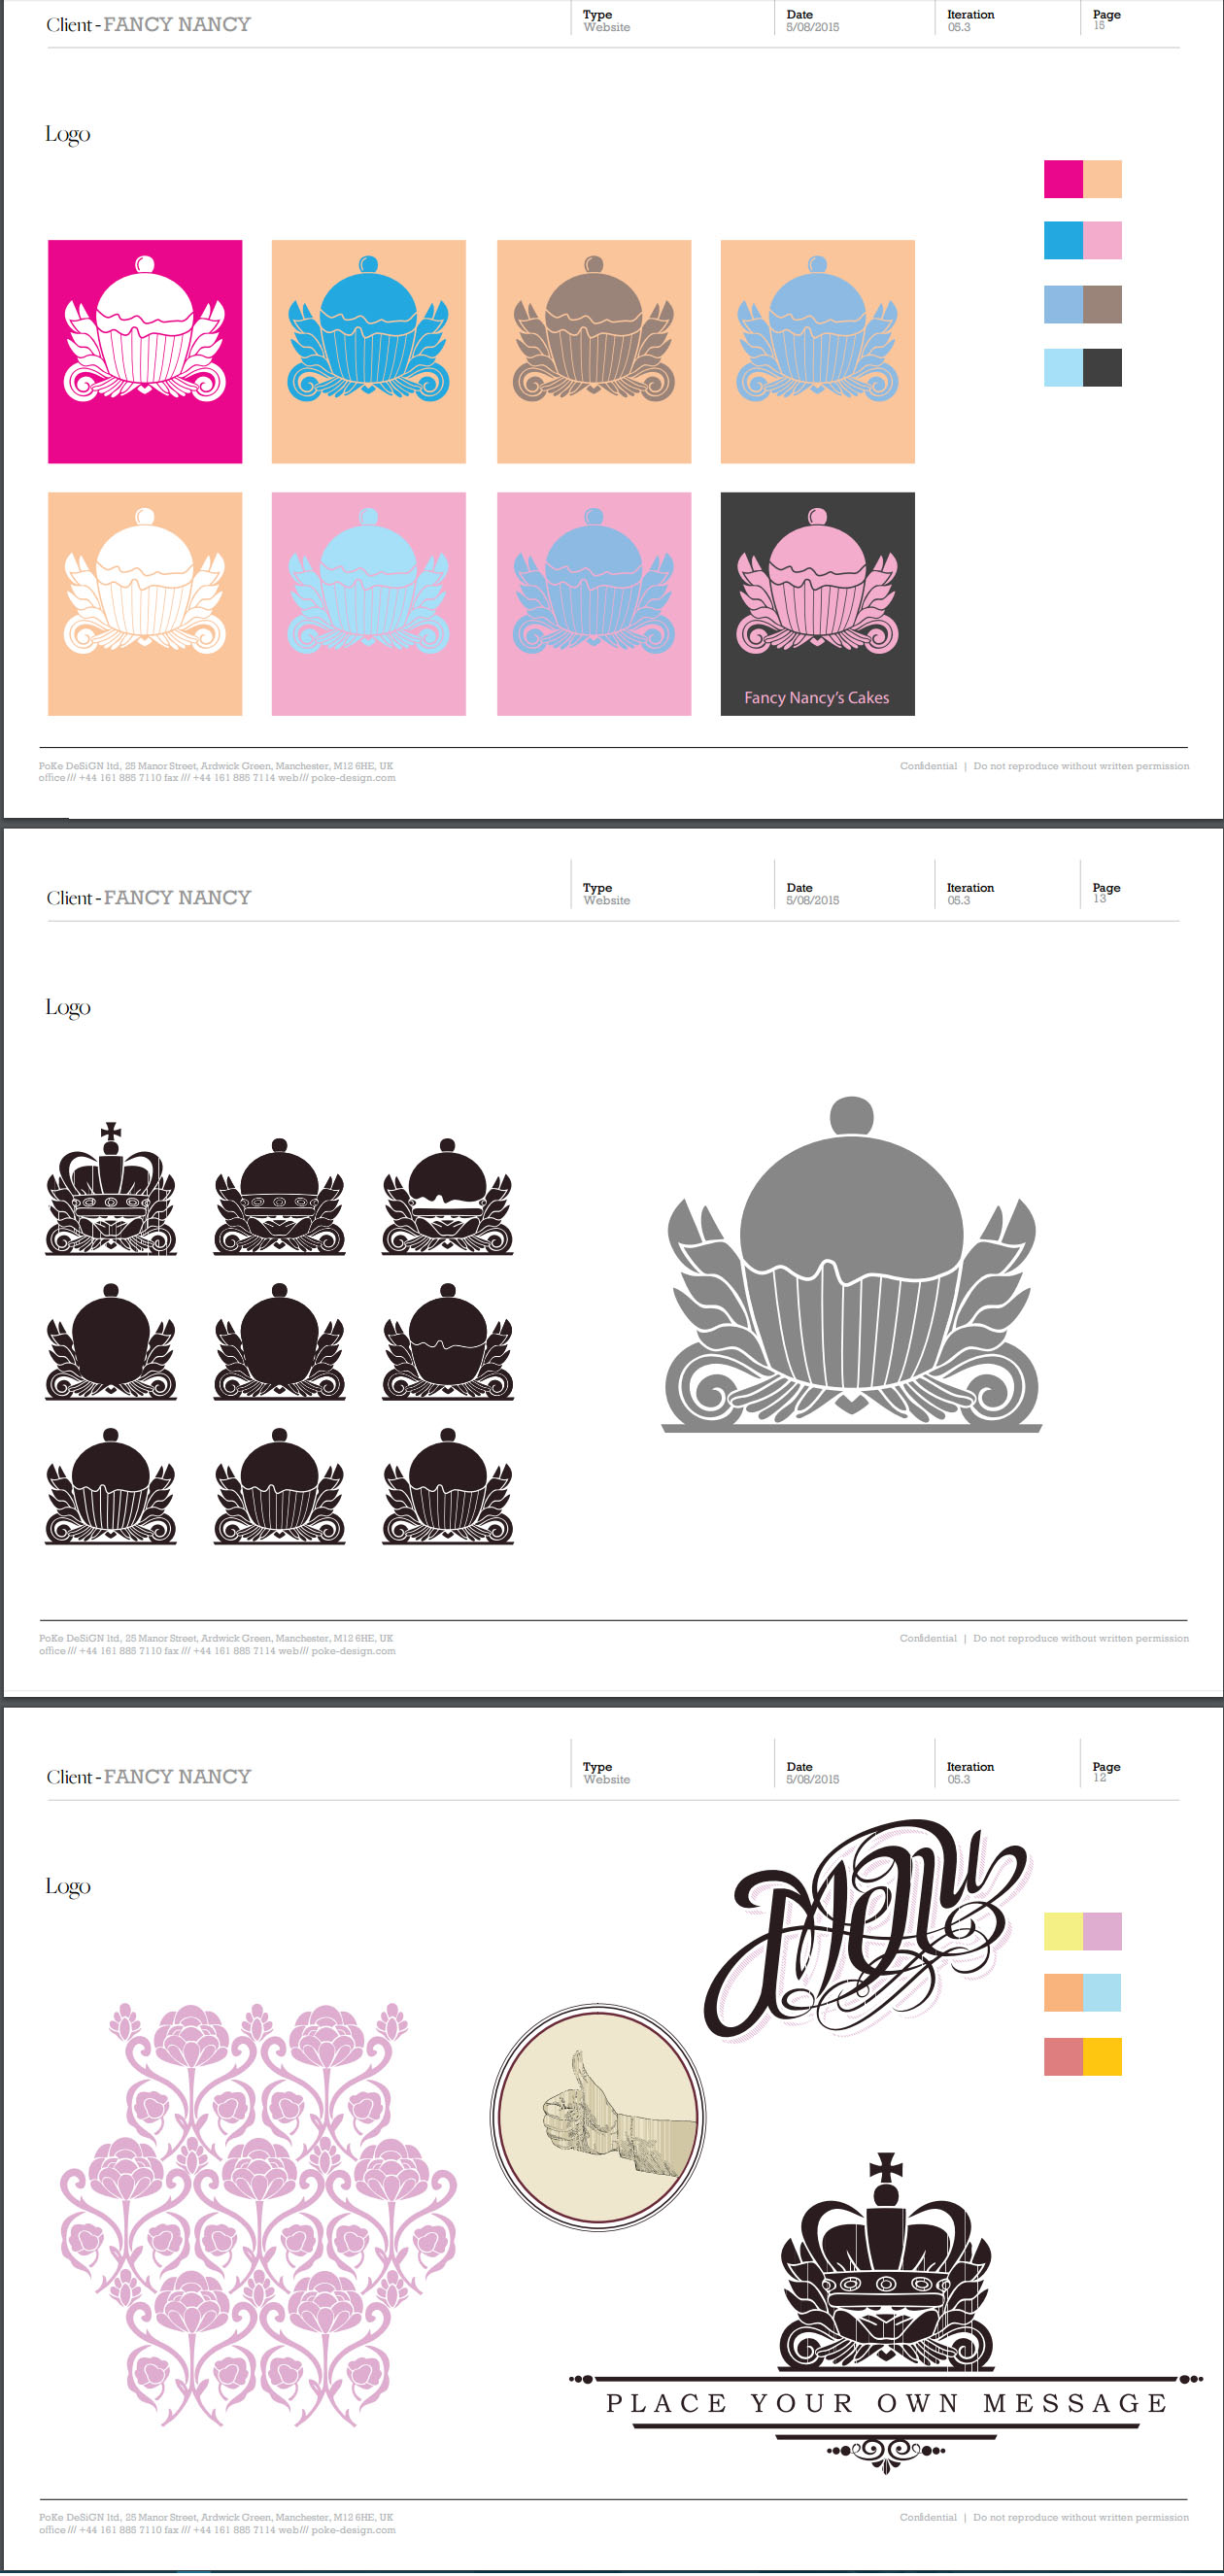 Client - FANCY NANCY
Type
Website
Date
5/08/2015
Iteration
05.3
Page
15
Logo
Fancy Nancy's Cakes
PoKe DeSiGN ltd, 25 Manor Street, Ardwick Green, Manchester, M12 6HE, UK
office /// +44 161 885 7110 fax /// +44 161 885 7114 web/// poke-design.com
Confidential | Do not reproduce without written permission
Client - FANCY NANCY
Type
Website
Date
5/08/2015
Iteration
05.3
Page
13
Logo
PoKe DeSiGN ltd, 25 Manor Street, Ardwick Green, Manchester, M12 6HE, UK
office /// +44 161 885 7110 fax /// +44 161 885 7114 web/// poke-design.com
Confidential | Do not reproduce without written permission
Client - FANCY NANCY
Type
Website
Date
5/08/2015
Iteration
05.3
Page
12
Logo
Menu
PLACE YOUR OWN MESSAGE
PoKe DeSiGN ltd, 25 Manor Street, Ardwick Green, Manchester, M12 6HE, UK
office /// +44 161 885 7110 fax /// +44 161 885 7114 web/// poke-design.com
Confidential | Do not reproduce without written permission